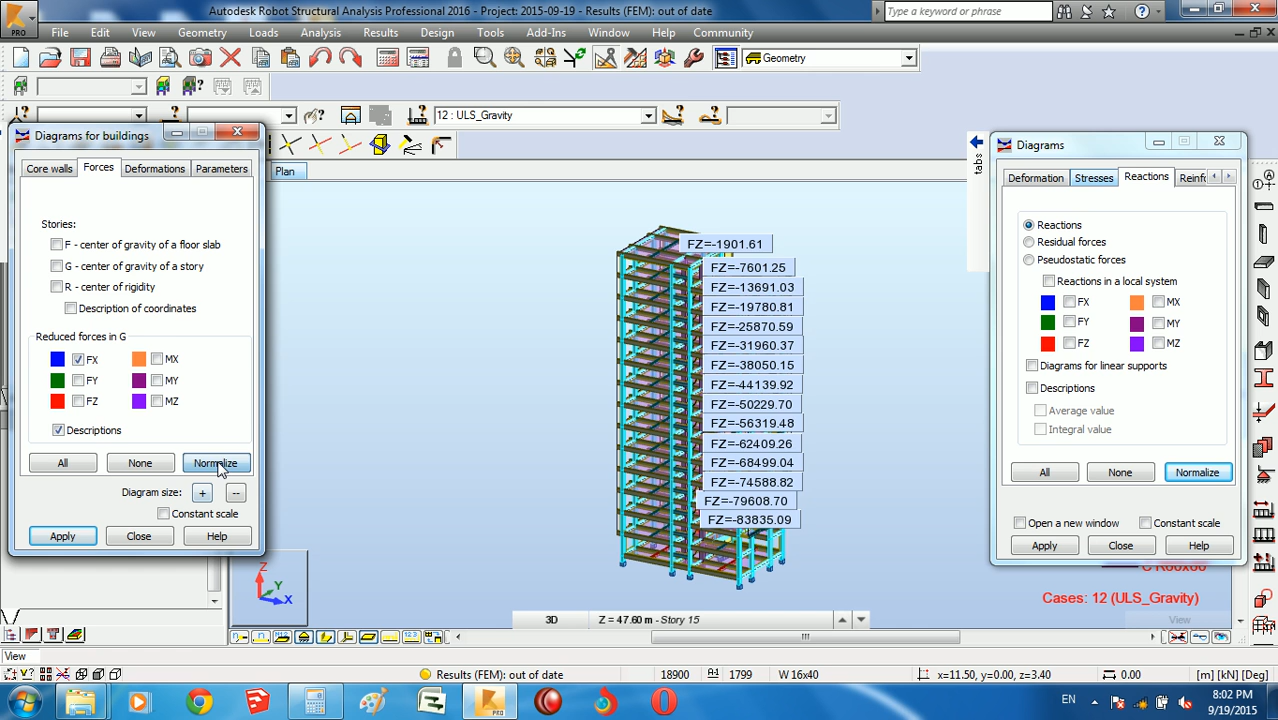 Autodesk Robot Structural Analysis Professional 2016 - Project: 2015-09-19 - Results (FEM): out of date
Type a keyword or phrase
PRO
File Edit View Geometry Loads Analysis Results Design Tools Add-Ins Window Help Community
Geometry
12 : ULS_Gravity
Diagrams for buildings
Core walls Forces Deformations Parameters
Stories:
F - center of gravity of a floor slab
G - center of gravity of a story
R - center of rigidity
Description of coordinates
Reduced forces in G
FX MX
FY MY
FZ MZ
Descriptions
All None Normalize
Diagram size: + --
Constant scale
Apply Close Help
Plan
FZ=-1901.61
FZ=-7601.25
FZ=-13691.03
FZ=-19780.81
FZ=-25870.59
FZ=-31960.37
FZ=-38050.15
FZ=-44139.92
FZ=-50229.70
FZ=-56319.48
FZ=-62409.26
FZ=-68499.04
FZ=-74588.82
FZ=-79608.70
FZ=-83835.09
Z Y X
tabs
Diagrams
Deformation Stresses Reactions Reinfo
Reactions
Residual forces
Pseudostatic forces
Reactions in a local system
FX MX
FY MY
FZ MZ
Diagrams for linear supports
Descriptions
Average value
Integral value
All None Normalize
Open a new window Constant scale
Apply Close Help
Cases: 12 (ULS_Gravity)
3D Z = 47.60 m - Story 15
View
View
Results (FEM): out of date 18900 1799 W 16x40 x=11.50, y=0.00, z=3.40 0.00 [m] [kN] [Deg]
PRO
EN
8:02 PM
9/19/2015